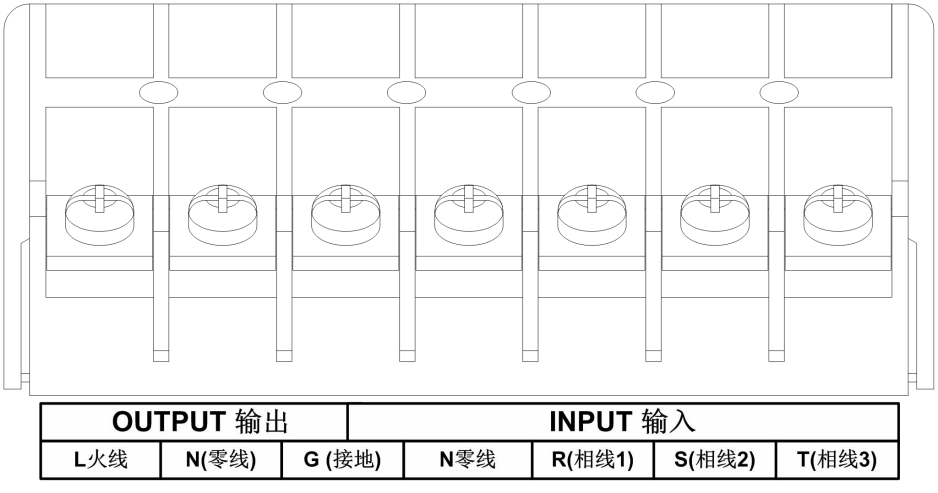 OUTPUT 输出 INPUT 输入
L火线 N(零线) G (接地) N零线 R(相线1) S(相线2) T(相线3)